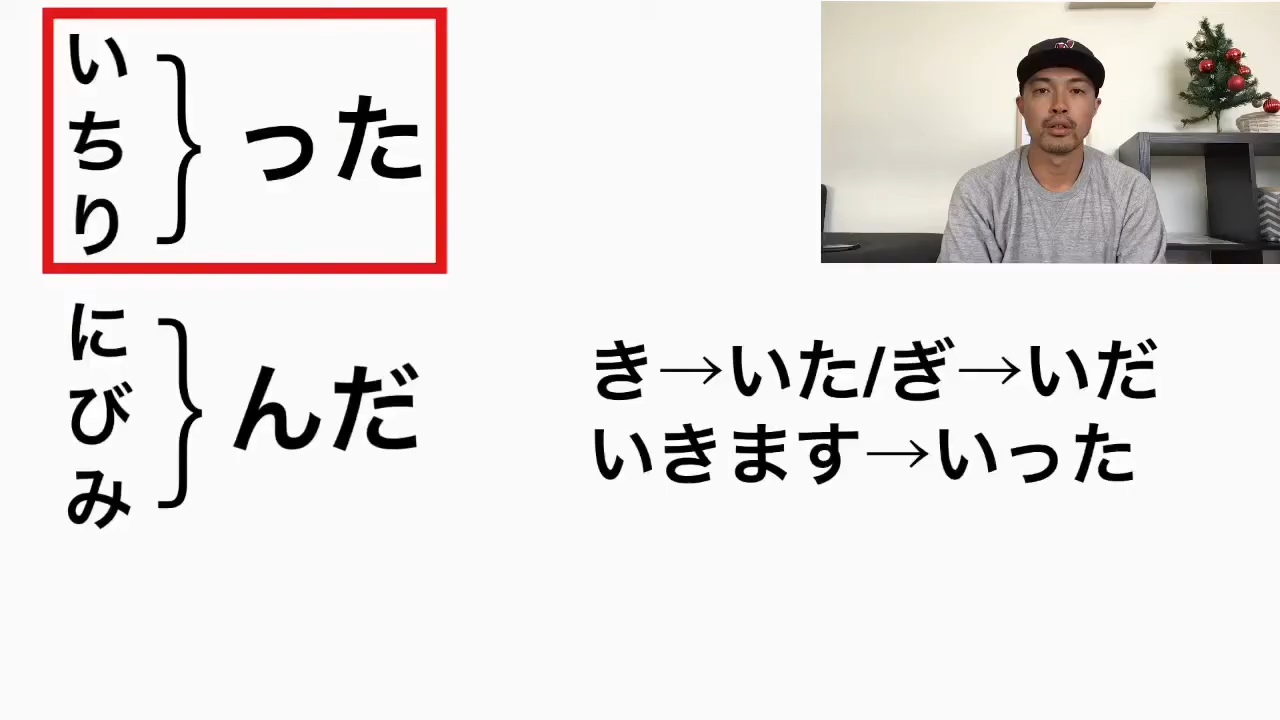 い
ち
り
った
に
び
み
んだ
き→いた/ぎ→いだ
いきます→いった